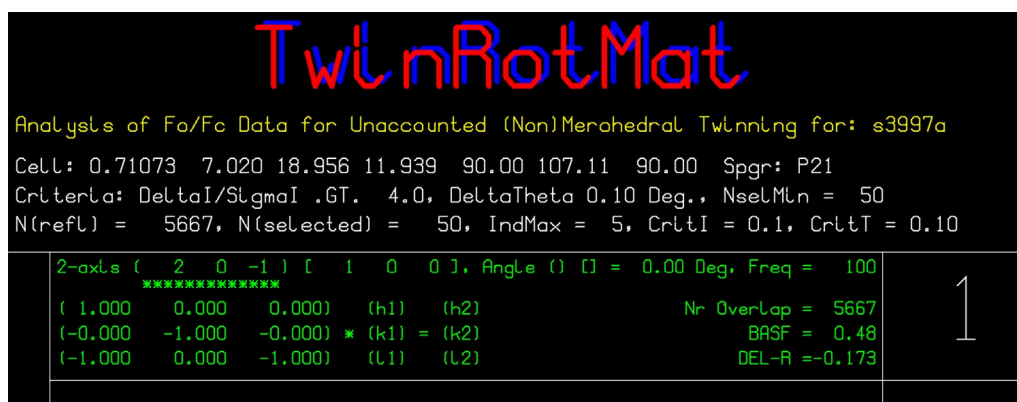 TwinRotMat
Analysis of Fo/Fc Data for Unaccounted (Non)Merohedral Twinning for: s3997a
Cell: 0.71073 7.020 18.956 11.939 90.00 107.11 90.00 Spgr: P21
Criteria: DeltaI/SigmaI .GT. 4.0, DeltaTheta 0.10 Deg., NselMin = 50
N(refl) = 5667, N(selected) = 50, IndMax = 5, CritI = 0.1, CritT = 0.10
2-axis ( 2 0 -1 ) [ 1 0 0 ], Angle () [] = 0.00 Deg, Freq = 100
*************
( 1.000 0.000 0.000) (h1) (h2) Nr Overlap = 5667
(-0.000 -1.000 -0.000) * (k1) = (k2) BASF = 0.48
(-1.000 0.000 -1.000) (l1) (l2) DEL-R =-0.173
1